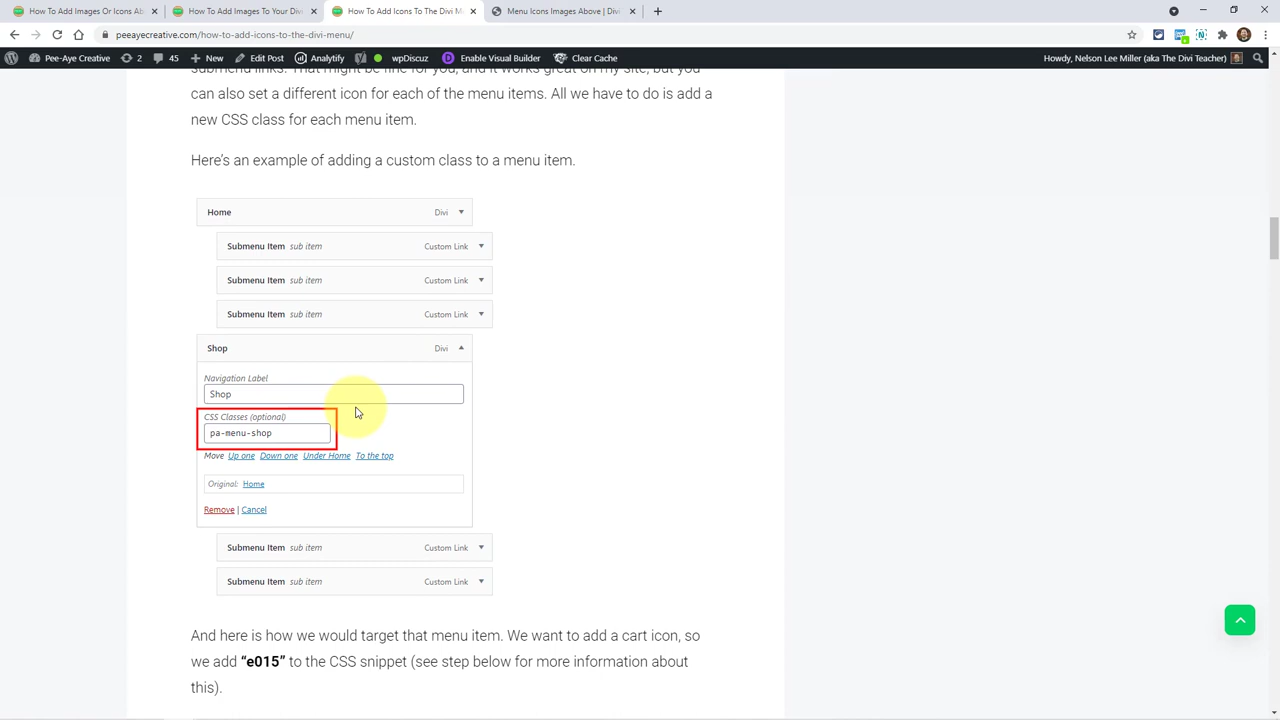 How To Add Images Or Icons Ab
How To Add Images To Your Divi
How To Add Icons To The Divi M
Menu Icons Images Above | Divi
peeayecreative.com/how-to-add-icons-to-the-divi-menu/
Pee-Aye Creative
2
45
New
Edit Post
Analytify
wpDiscuz
Enable Visual Builder
Clear Cache
Howdy, Nelson Lee Miller (aka The Divi Teacher)
submenu links. That might be fine for you, and it works great on my site, but you
can also set a different icon for each of the menu items. All we have to do is add a
new CSS class for each menu item.
Here's an example of adding a custom class to a menu item.
Home Divi
Submenu Item sub item Custom Link
Submenu Item sub item Custom Link
Submenu Item sub item Custom Link
Shop Divi
Navigation Label
Shop
CSS Classes (optional)
pa-menu-shop
Move Up one Down one Under Home To the top
Original: Home
Remove | Cancel
Submenu Item sub item Custom Link
Submenu Item sub item Custom Link
And here is how we would target that menu item. We want to add a cart icon, so
we add “e015” to the CSS snippet (see step below for more information about
this).